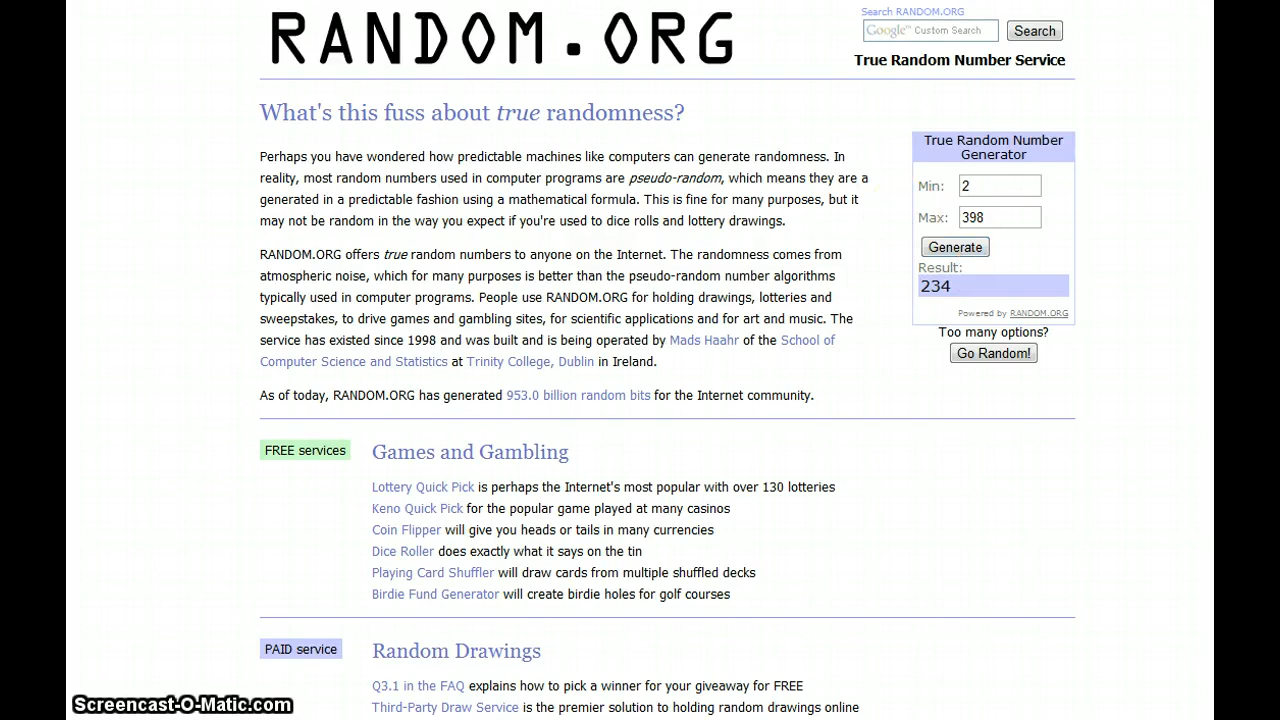 RANDOM.ORG
Search RANDOM.ORG
Google™ Custom Search
Search
True Random Number Service
What's this fuss about true randomness?
Perhaps you have wondered how predictable machines like computers can generate randomness. In
reality, most random numbers used in computer programs are pseudo-random, which means they are a
generated in a predictable fashion using a mathematical formula. This is fine for many purposes, but it
may not be random in the way you expect if you're used to dice rolls and lottery drawings.
RANDOM.ORG offers true random numbers to anyone on the Internet. The randomness comes from
atmospheric noise, which for many purposes is better than the pseudo-random number algorithms
typically used in computer programs. People use RANDOM.ORG for holding drawings, lotteries and
sweepstakes, to drive games and gambling sites, for scientific applications and for art and music. The
service has existed since 1998 and was built and is being operated by Mads Haahr of the School of
Computer Science and Statistics at Trinity College, Dublin in Ireland.
As of today, RANDOM.ORG has generated 953.0 billion random bits for the Internet community.
True Random Number
Generator
Min: 2
Max: 398
Generate
Result:
234
Powered by RANDOM.ORG
Too many options?
Go Random!
FREE services
Games and Gambling
Lottery Quick Pick is perhaps the Internet's most popular with over 130 lotteries
Keno Quick Pick for the popular game played at many casinos
Coin Flipper will give you heads or tails in many currencies
Dice Roller does exactly what it says on the tin
Playing Card Shuffler will draw cards from multiple shuffled decks
Birdie Fund Generator will create birdie holes for golf courses
PAID service
Random Drawings
Q3.1 in the FAQ explains how to pick a winner for your giveaway for FREE
Third-Party Draw Service is the premier solution to holding random drawings online
Screencast-O-Matic.com